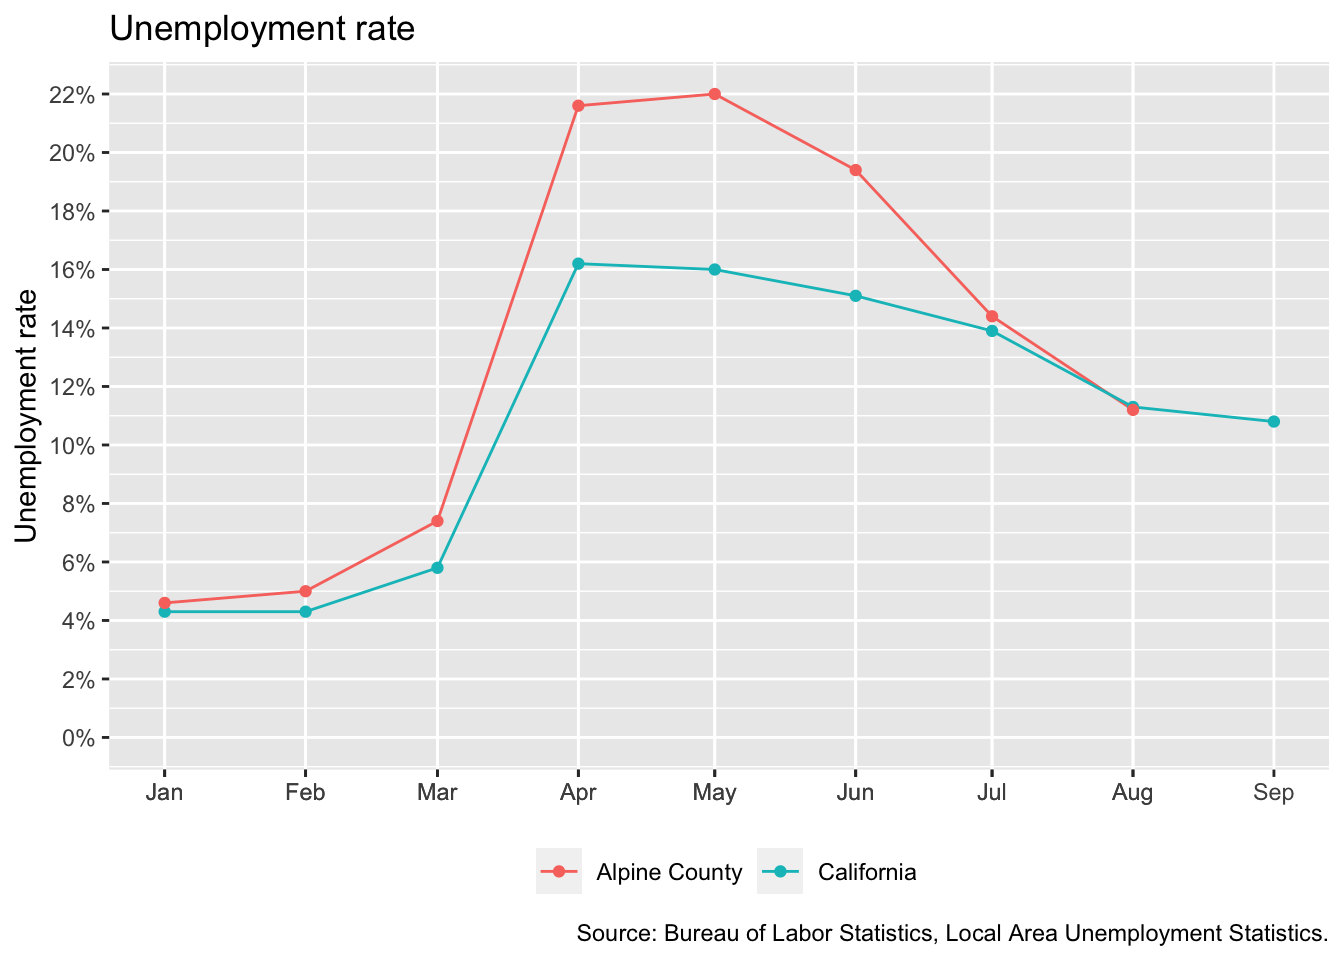 Unemployment rate
Unemployment rate
22%
20%
18%
16%
14%
12%
10%
8%
6%
4%
2%
0%
Jan Feb Mar Apr May Jun Jul Aug Sep
Alpine County California
Source: Bureau of Labor Statistics, Local Area Unemployment Statistics.